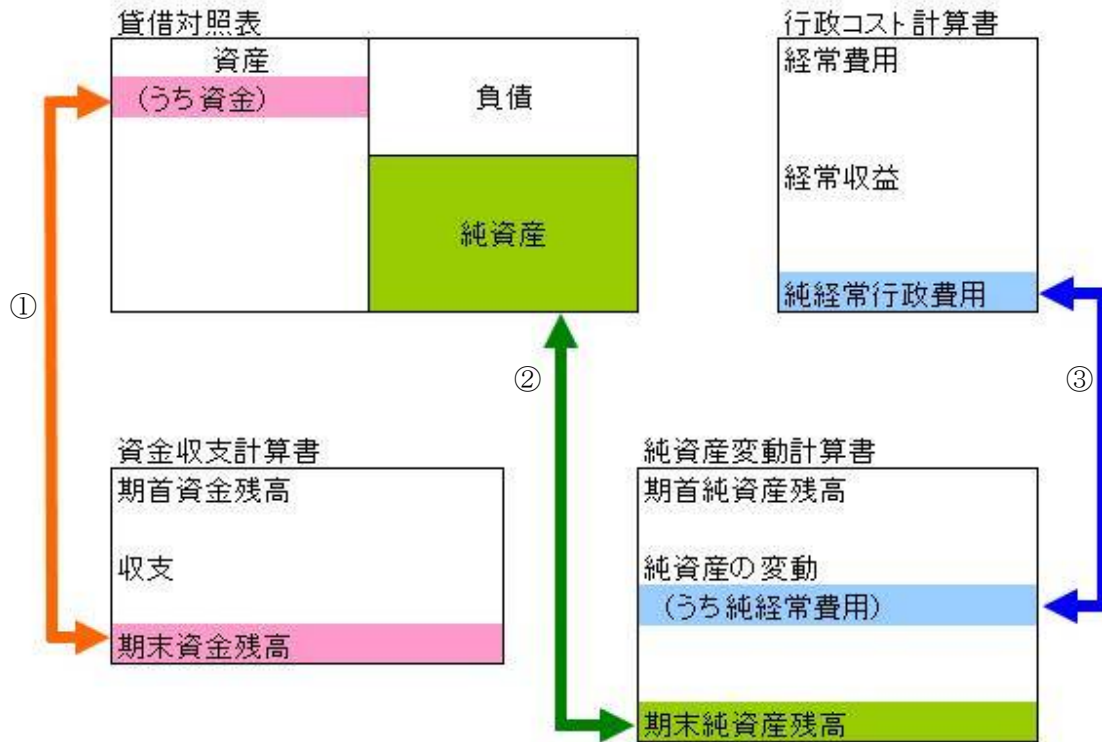 貸借対照表
資産
(うち資金)
負債
純資産
行政コスト計算書
経常費用
経常収益
純経常行政費用
①
②
③
資金収支計算書
期首資金残高
収支
期末資金残高
純資産変動計算書
期首純資産残高
純資産の変動
(うち純経常費用)
期末純資産残高